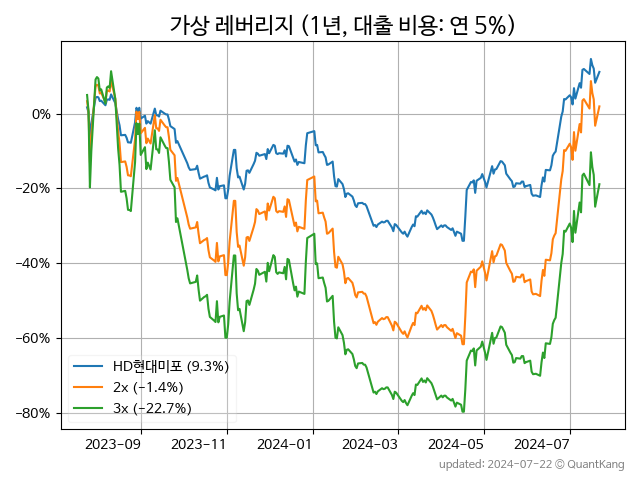 가상 레버리지 (1년, 대출 비용: 연 5%)
0%
−20%
−40%
−60%
−80%
HD현대미포 (9.3%)
2x (−1.4%)
3x (−22.7%)
2023-09
2023-11
2024-01
2024-03
2024-05
2024-07
updated: 2024-07-22 © QuantKang